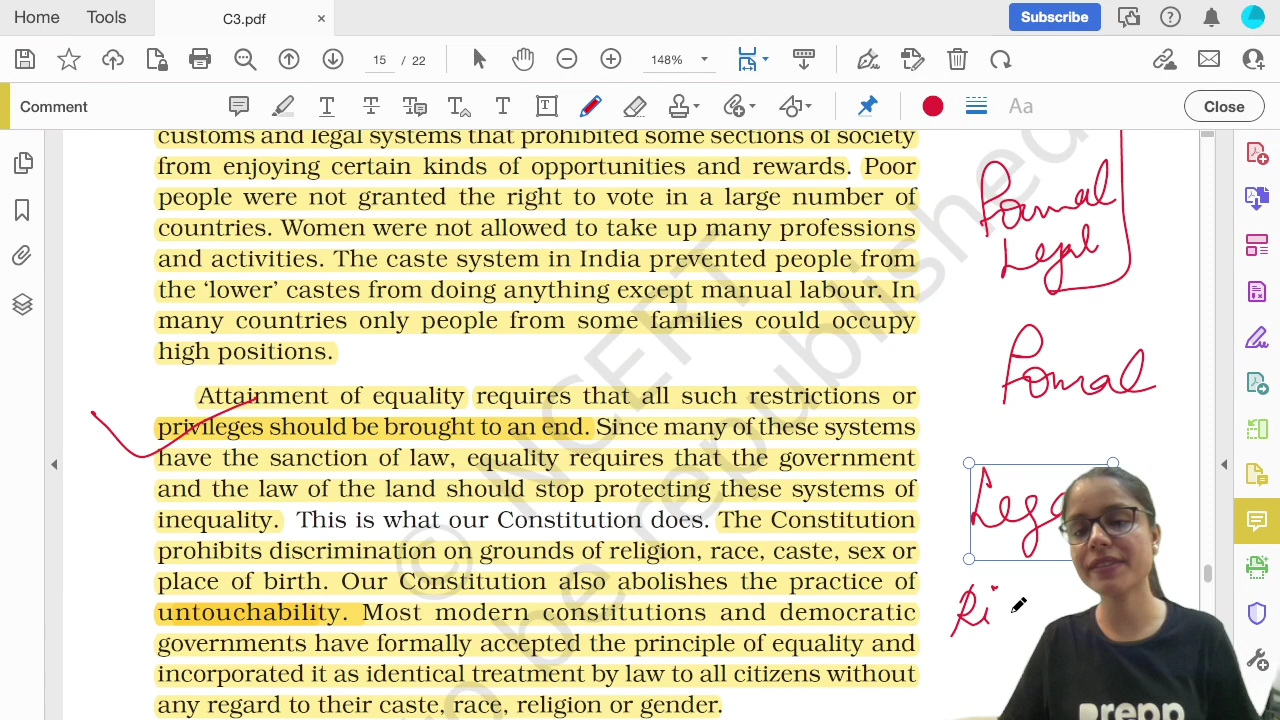 Home Tools C3.pdf × Subscribe
15 / 22 148%
Comment Aa Close
customs and legal systems that prohibited some sections of society
from enjoying certain kinds of opportunities and rewards. Poor
people were not granted the right to vote in a large number of
countries. Women were not allowed to take up many professions
and activities. The caste system in India prevented people from
the ‘lower’ castes from doing anything except manual labour. In
many countries only people from some families could occupy
high positions.
Attainment of equality requires that all such restrictions or
privileges should be brought to an end. Since many of these systems
have the sanction of law, equality requires that the government
and the law of the land should stop protecting these systems of
inequality. This is what our Constitution does. The Constitution
prohibits discrimination on grounds of religion, race, caste, sex or
place of birth. Our Constitution also abolishes the practice of
untouchability. Most modern constitutions and democratic
governments have formally accepted the principle of equality and
incorporated it as identical treatment by law to all citizens without
any regard to their caste, race, religion or gender.
© NCERT
be republished
Formal
Legal
Formal
Lega
Ri
prepp